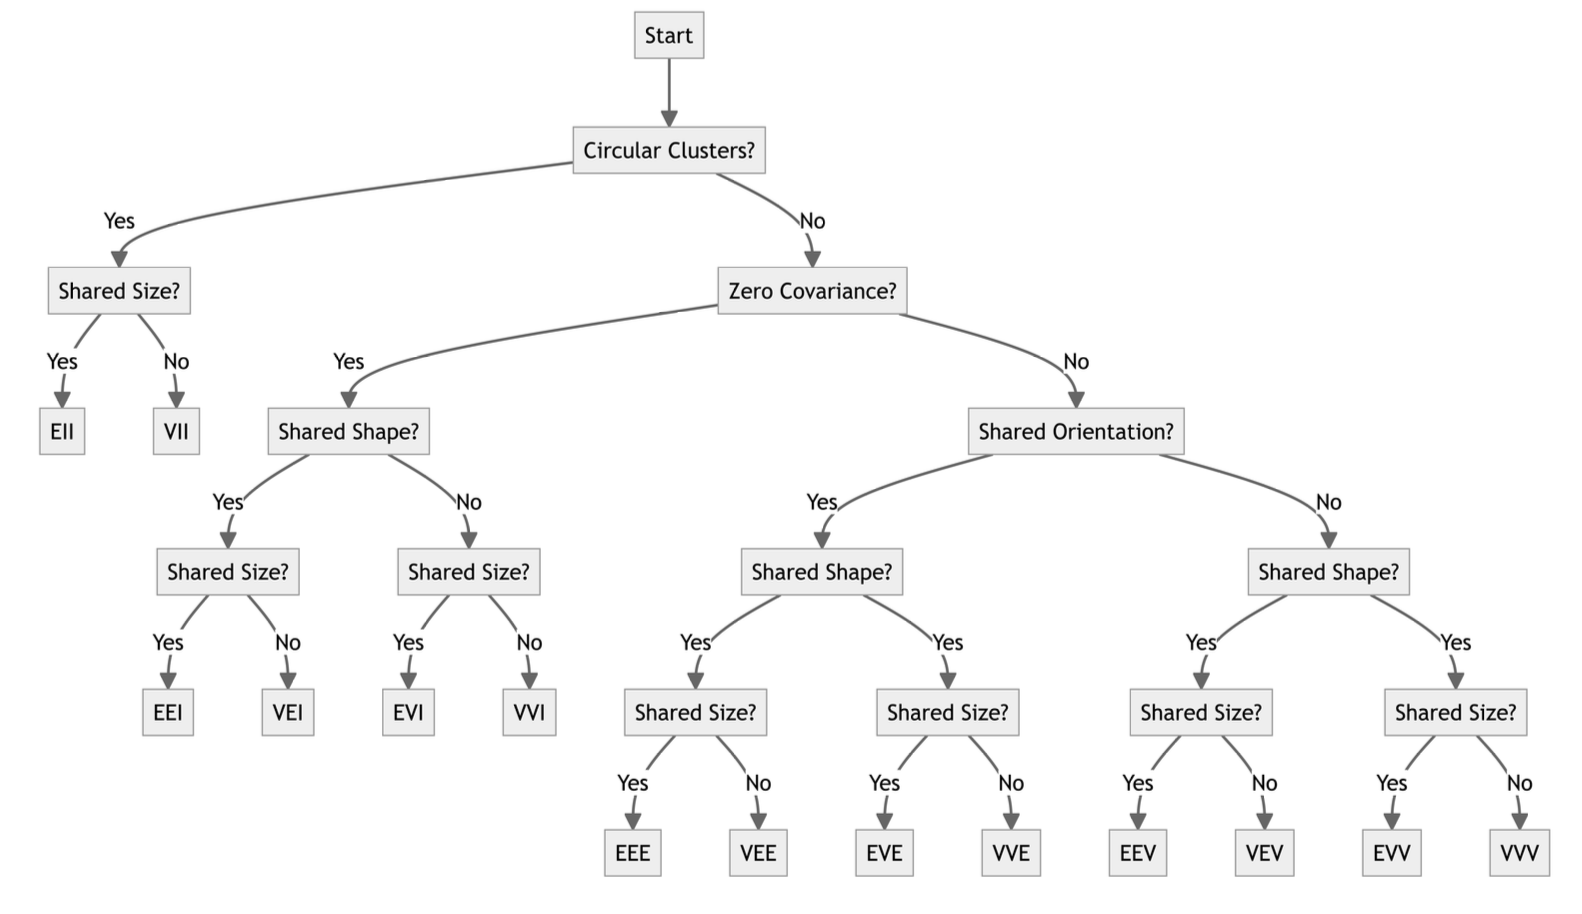 Start
Circular Clusters?
Yes
No
Shared Size?
Zero Covariance?
Yes
No
Yes
No
EII
VII
Shared Shape?
Shared Orientation?
Yes
No
Yes
No
Shared Size?
Shared Size?
Shared Shape?
Shared Shape?
Yes
No
Yes
No
Yes
Yes
Yes
Yes
EEI
VEI
EVI
VVI
Shared Size?
Shared Size?
Shared Size?
Shared Size?
Yes
No
Yes
No
Yes
No
Yes
No
EEE
VEE
EVE
VVE
EEV
VEV
EVV
VVV